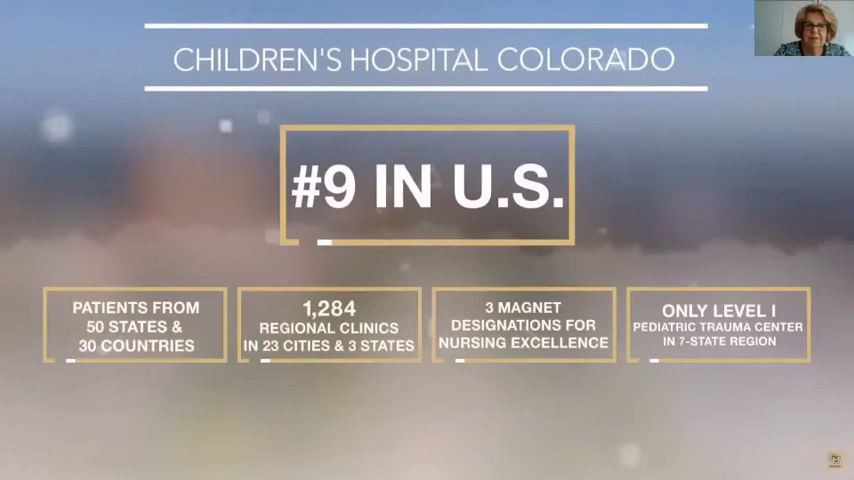 CHILDREN'S HOSPITAL COLORADO
#9 IN U.S.
PATIENTS FROM
50 STATES &
30 COUNTRIES
1,284
REGIONAL CLINICS
IN 23 CITIES & 3 STATES
3 MAGNET
DESIGNATIONS FOR
NURSING EXCELLENCE
ONLY LEVEL I
PEDIATRIC TRAUMA CENTER
IN 7-STATE REGION